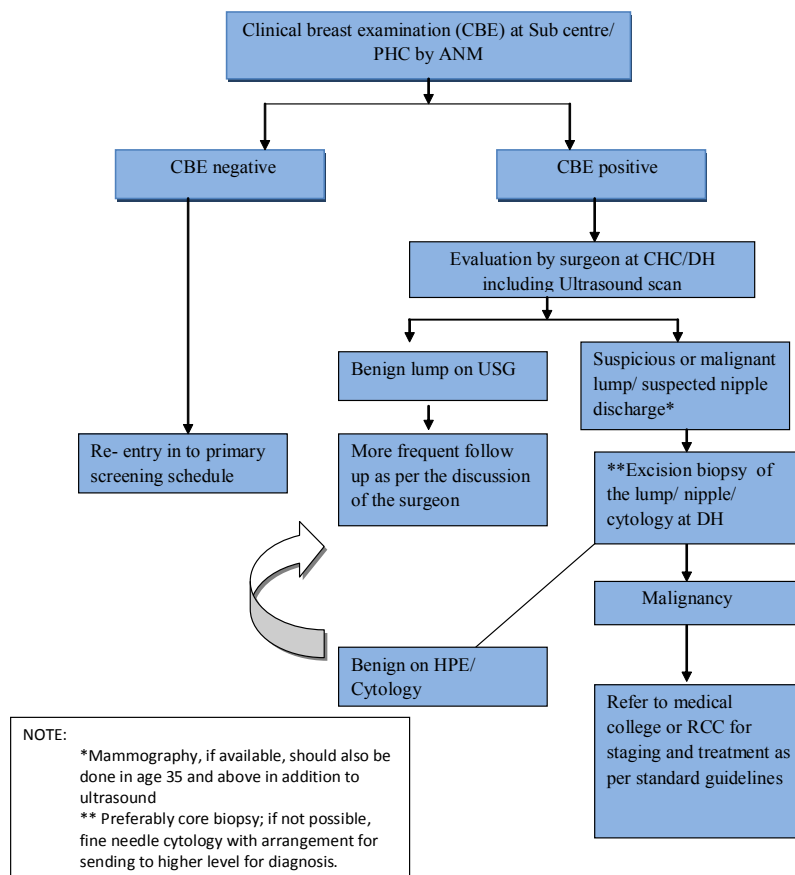 Clinical breast examination (CBE) at Sub centre/
PHC by ANM
CBE negative
CBE positive
Evaluation by surgeon at CHC/DH
including Ultrasound scan
Benign lump on USG
Suspicious or malignant
lump/ suspected nipple
discharge*
Re- entry in to primary
screening schedule
More frequent follow
up as per the discussion
of the surgeon
**Excision biopsy of
the lump/ nipple/
cytology at DH
Malignancy
Benign on HPE/
Cytology
Refer to medical
college or RCC for
staging and treatment as
per standard guidelines
NOTE:
*Mammography, if available, should also be
done in age 35 and above in addition to
ultrasound
** Preferably core biopsy; if not possible,
fine needle cytology with arrangement for
sending to higher level for diagnosis.